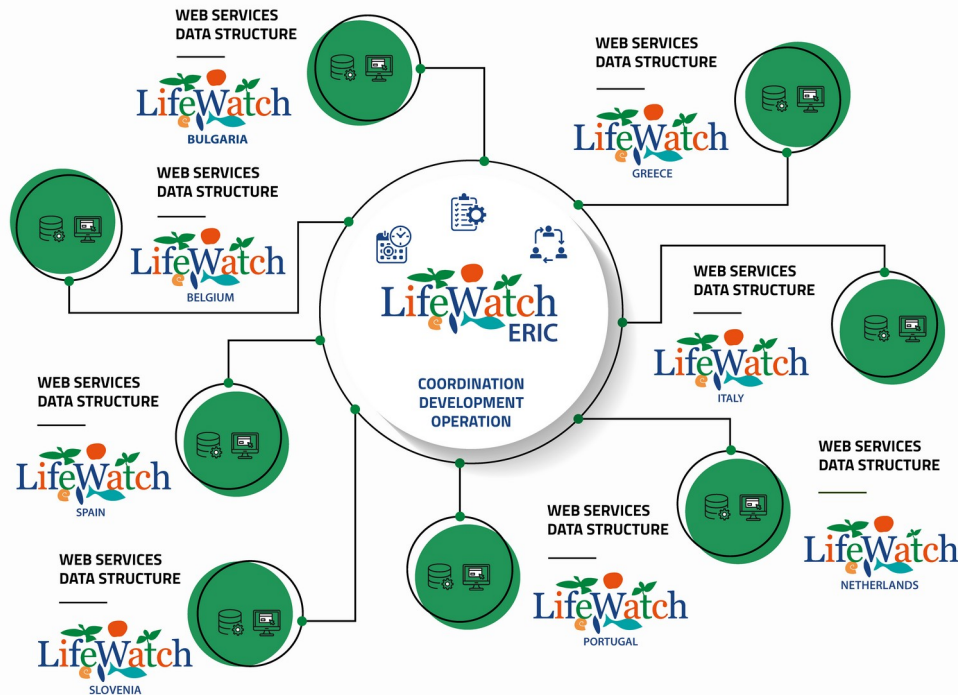 WEB SERVICES
DATA STRUCTURE
LifeWatch
BULGARIA
WEB SERVICES
DATA STRUCTURE
LifeWatch
GREECE
WEB SERVICES
DATA STRUCTURE
LifeWatch
BELGIUM
LifeWatch
ERIC
COORDINATION
DEVELOPMENT
OPERATION
WEB SERVICES
DATA STRUCTURE
LifeWatch
ITALY
WEB SERVICES
DATA STRUCTURE
LifeWatch
SPAIN
WEB SERVICES
DATA STRUCTURE
LifeWatch
NETHERLANDS
WEB SERVICES
DATA STRUCTURE
LifeWatch
PORTUGAL
WEB SERVICES
DATA STRUCTURE
LifeWatch
SLOVENIA